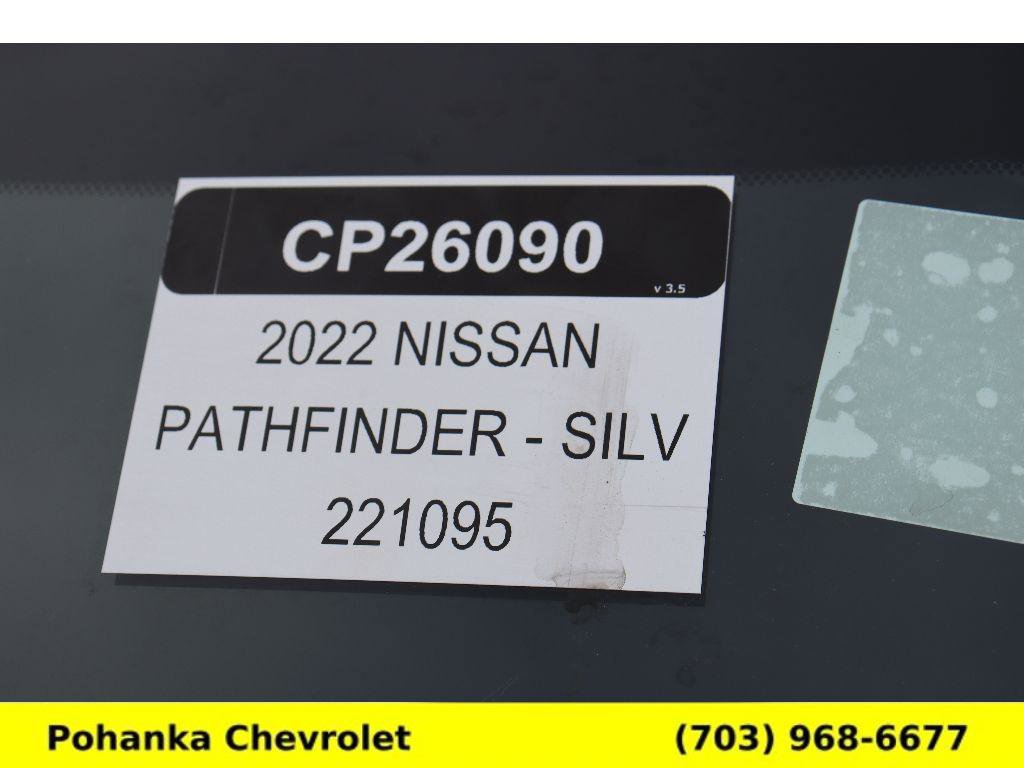 CP26090
v 3.5
2022 NISSAN
PATHFINDER - SILV
221095
Pohanka Chevrolet (703) 968-6677